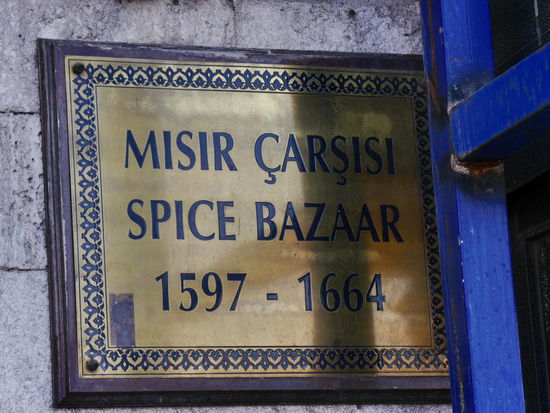 MISIR ÇARŞISI
SPICE BAZAAR
1597 - 1664